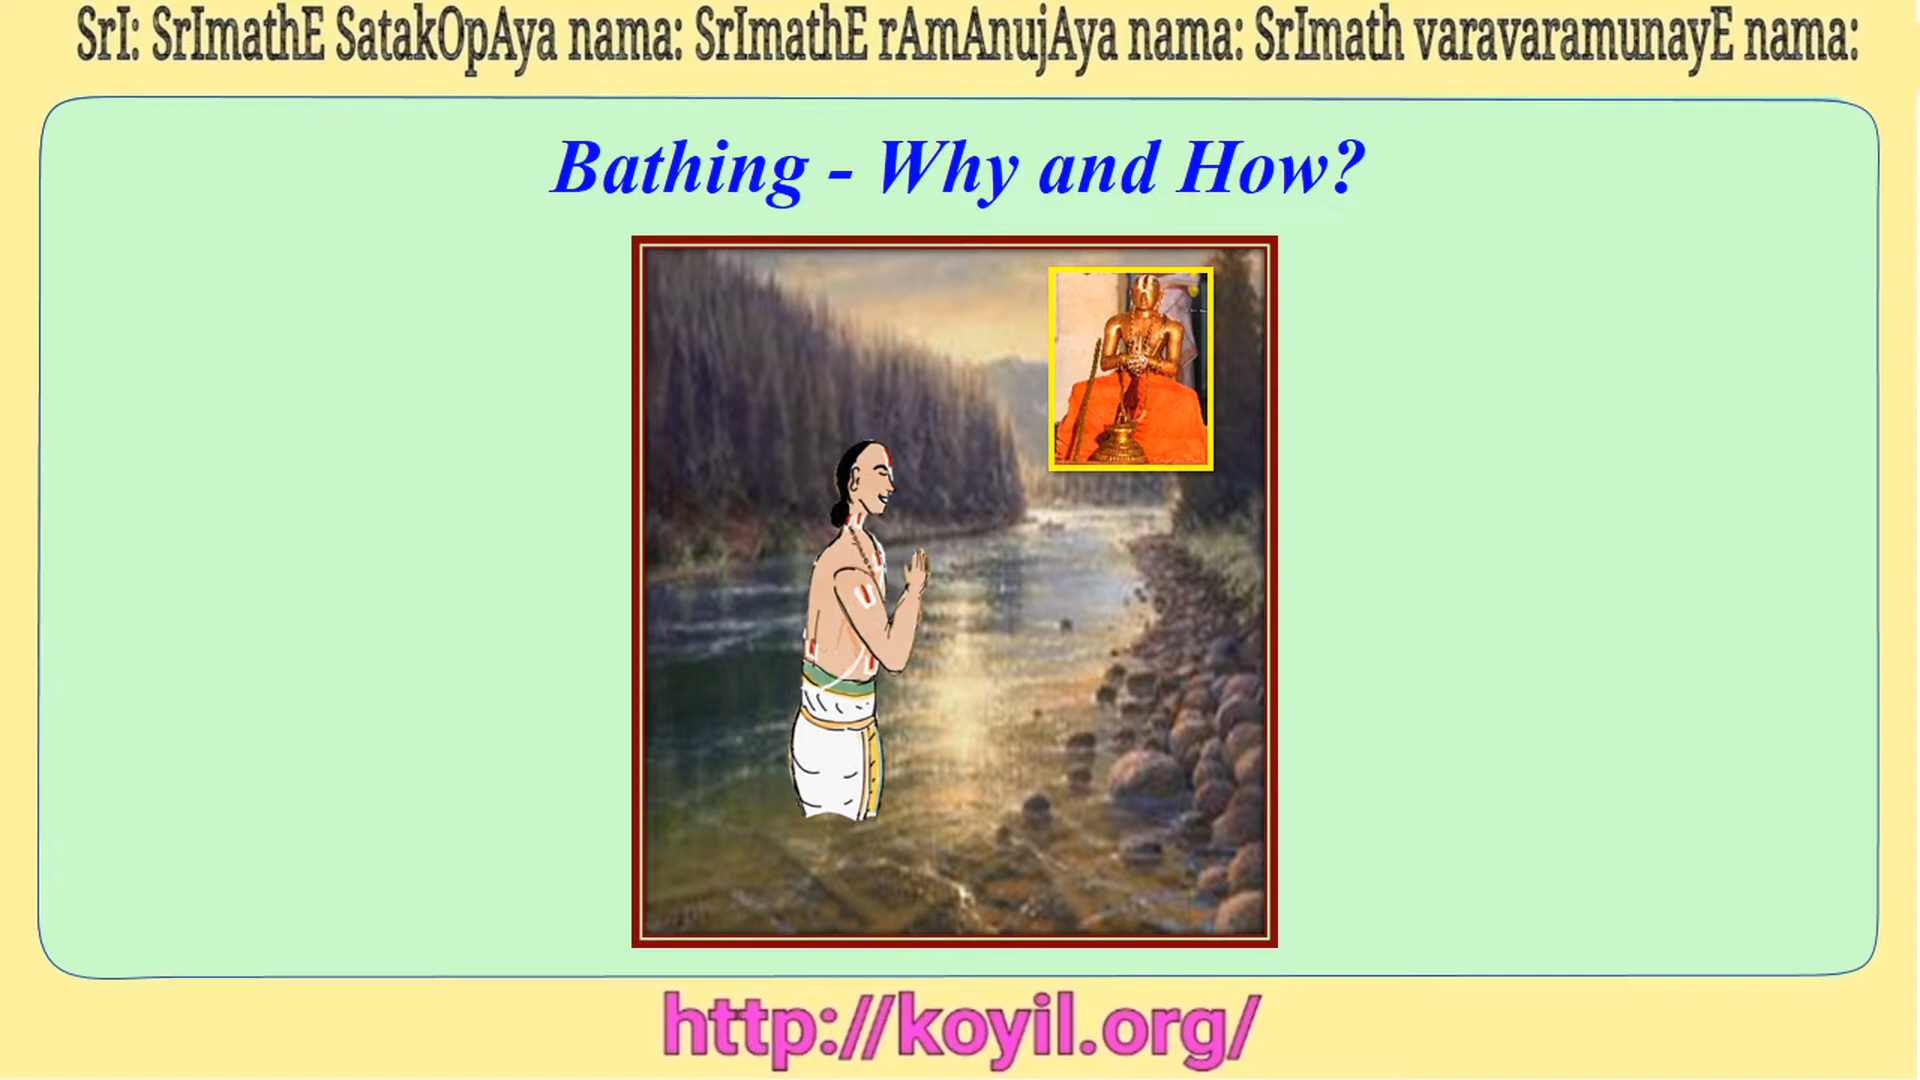 SrI: SrImathE SatakOpAya nama: SrImathE rAmAnujAya nama: SrImath varavaramunayE nama:
Bathing - Why and How?
http://koyil.org/